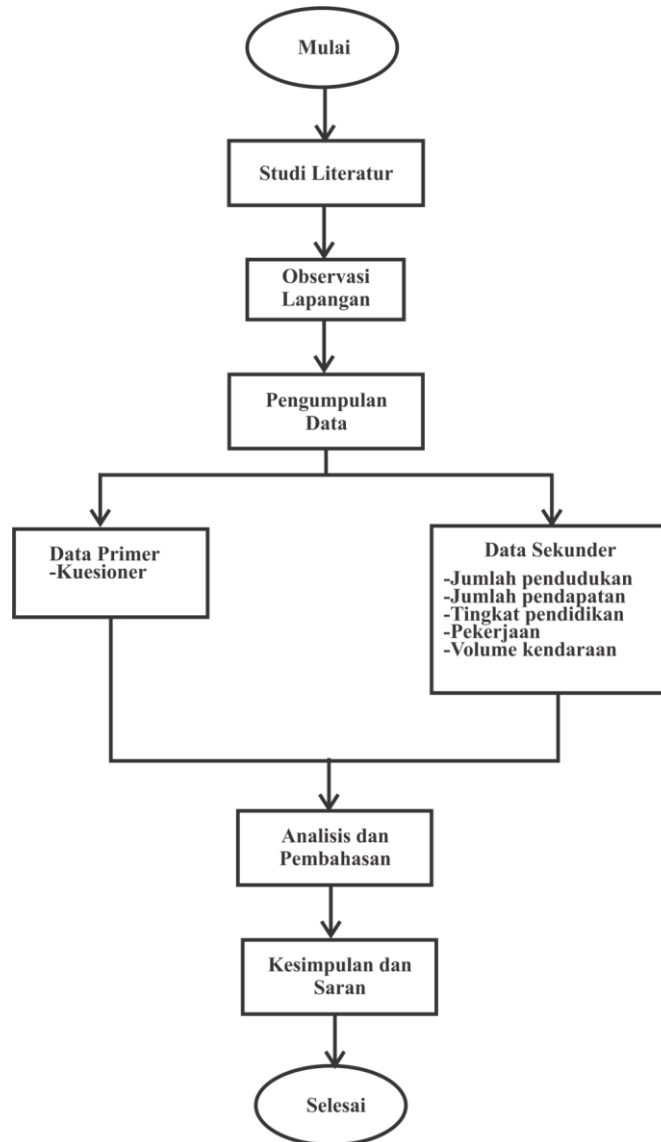 Mulai
Studi Literatur
Observasi
Lapangan
Pengumpulan
Data
Data Primer
-Kuesioner
Data Sekunder
-Jumlah pendudukan
-Jumlah pendapatan
-Tingkat pendidikan
-Pekerjaan
-Volume kendaraan
Analisis dan
Pembahasan
Kesimpulan dan
Saran
Selesai